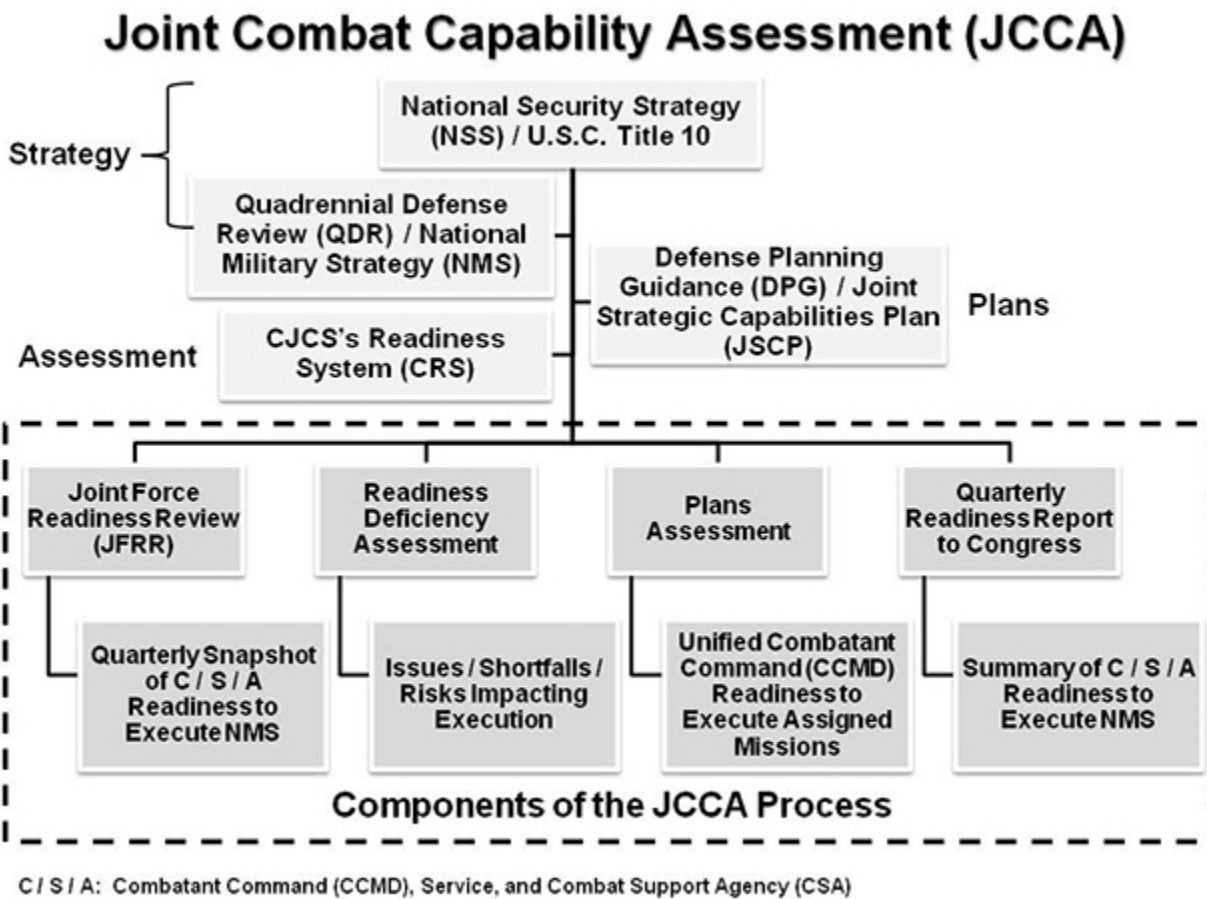 Joint Combat Capability Assessment (JCCA)
National Security Strategy
(NSS) / U.S.C. Title 10
Strategy
Quadrennial Defense
Review (QDR) / National
Military Strategy (NMS)
Defense Planning
Guidance (DPG) / Joint
Strategic Capabilities Plan
(JSCP)
Plans
Assessment
CJCS's Readiness
System (CRS)
Joint Force
Readiness Review
(JFRR)
Readiness
Deficiency
Assessment
Plans
Assessment
Quarterly
Readiness Report
to Congress
Quarterly Snapshot
of C / S / A
Readiness to
Execute NMS
Issues / Shortfalls /
Risks Impacting
Execution
Unified Combatant
Command (CCMD)
Readiness to
Execute Assigned
Missions
Summary of C / S / A
Readiness to
Execute NMS
Components of the JCCA Process
C / S / A: Combatant Command (CCMD), Service, and Combat Support Agency (CSA)